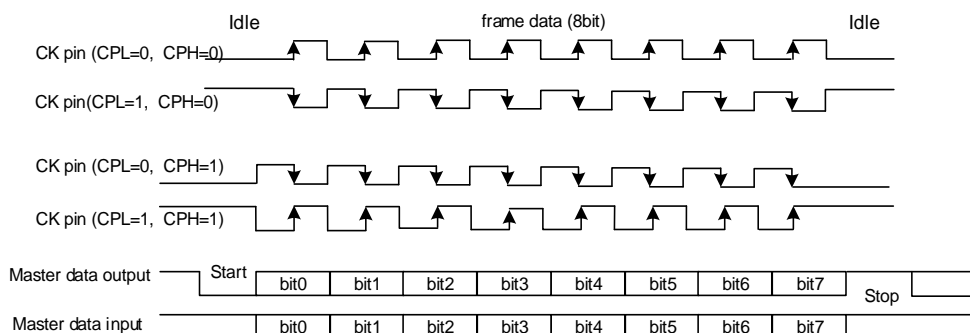 Idle frame data (8bit) Idle
CK pin (CPL=0, CPH=0)
CK pin(CPL=1, CPH=0)
CK pin (CPL=0, CPH=1)
CK pin (CPL=1, CPH=1)
Master data output Start bit0 bit1 bit2 bit3 bit4 bit5 bit6 bit7 Stop
Master data input bit0 bit1 bit2 bit3 bit4 bit5 bit6 bit7